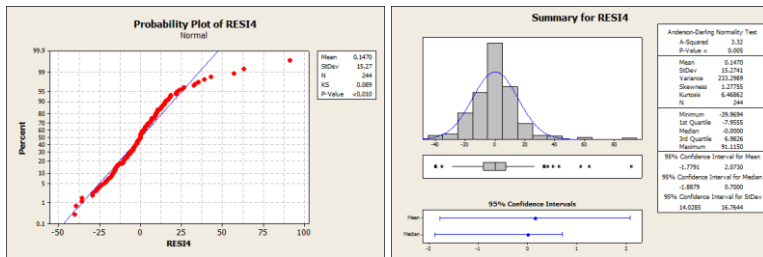 Probability Plot of RESI4
Normal
99.9
99
95
90
80
70
60
50
40
30
20
10
5
1
0.1
Percent
-50
-25
0
25
50
75
100
RESI4
Mean 0.1470
StDev 15.27
N 244
KS 0.089
P-Value <0.010
Summary for RESI4
-40 -20 0 20 40 60 80
95% Confidence Intervals
Mean
Median
-2 -1 0 1 2
Anderson-Darling Normality Test
A-Squared 3.32
P-Value < 0.005
Mean 0.1470
StDev 15.2741
Variance 233.2989
Skewness 1.27755
Kurtosis 6.46862
N 244
Minimum -39.9694
1st Quartile -7.9555
Median -0.0000
3rd Quartile 6.9826
Maximum 91.1150
95% Confidence Interval for Mean
-1.7791 2.0730
95% Confidence Interval for Median
-1.8879 0.7000
95% Confidence Interval for StDev
14.0285 16.7644